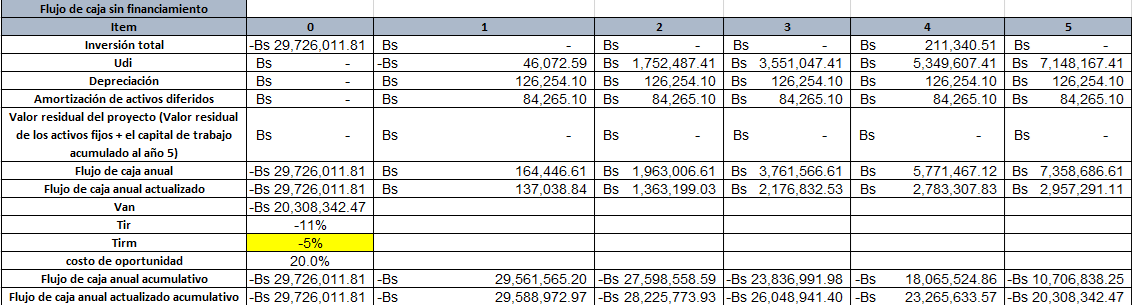 Flujo de caja sin financiamiento
Item 0 1 2 3 4 5
Inversión total -Bs 29,726,011.81 Bs - Bs - Bs - Bs 211,340.51 Bs -
Udi Bs - -Bs 46,072.59 Bs 1,752,487.41 Bs 3,551,047.41 Bs 5,349,607.41 Bs 7,148,167.41
Depreciación Bs - Bs 126,254.10 Bs 126,254.10 Bs 126,254.10 Bs 126,254.10 Bs 126,254.10
Amortización de activos diferidos Bs - Bs 84,265.10 Bs 84,265.10 Bs 84,265.10 Bs 84,265.10 Bs 84,265.10
Valor residual del proyecto (Valor residual
de los activos fijos + el capital de trabajo Bs - Bs - Bs - Bs - Bs - Bs -
acumulado al año 5)
Flujo de caja anual -Bs 29,726,011.81 Bs 164,446.61 Bs 1,963,006.61 Bs 3,761,566.61 Bs 5,771,467.12 Bs 7,358,686.61
Flujo de caja anual actualizado -Bs 29,726,011.81 Bs 137,038.84 Bs 1,363,199.03 Bs 2,176,832.53 Bs 2,783,307.83 Bs 2,957,291.11
Van -Bs 20,308,342.47
Tir -11%
Tirm -5%
costo de oportunidad 20.0%
Flujo de caja anual acumulativo -Bs 29,726,011.81 -Bs 29,561,565.20 -Bs 27,598,558.59 -Bs 23,836,991.98 -Bs 18,065,524.86 -Bs 10,706,838.25
Flujo de caja anual actualizado acumulativo -Bs 29,726,011.81 -Bs 29,588,972.97 -Bs 28,225,773.93 -Bs 26,048,941.40 -Bs 23,265,633.57 -Bs 20,308,342.47